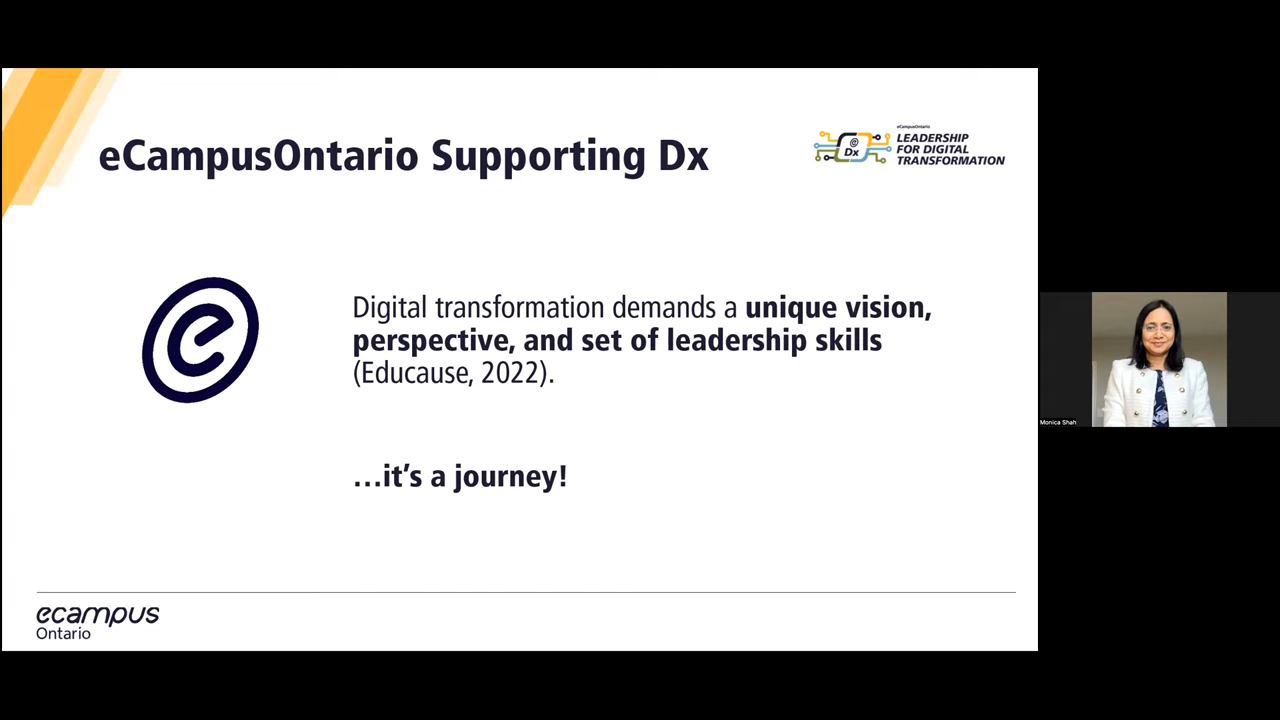 eCampusOntario Supporting Dx
eCampusOntario
LEADERSHIP
FOR DIGITAL
TRANSFORMATION
@
Dx
e
Digital transformation demands a unique vision,
perspective, and set of leadership skills
(Educause, 2022).
…it’s a journey!
ecampus
Ontario
Monica Shah